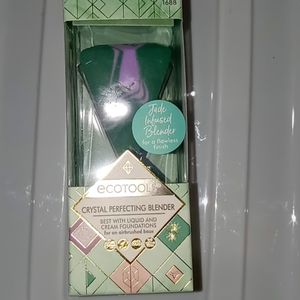 1688
Jade
Infused
Blender
for a flawless
finish
ECOTOOLS
CRYSTAL PERFECTING BLENDER
BEST WITH LIQUID AND
CREAM FOUNDATIONS
for an airbrushed base